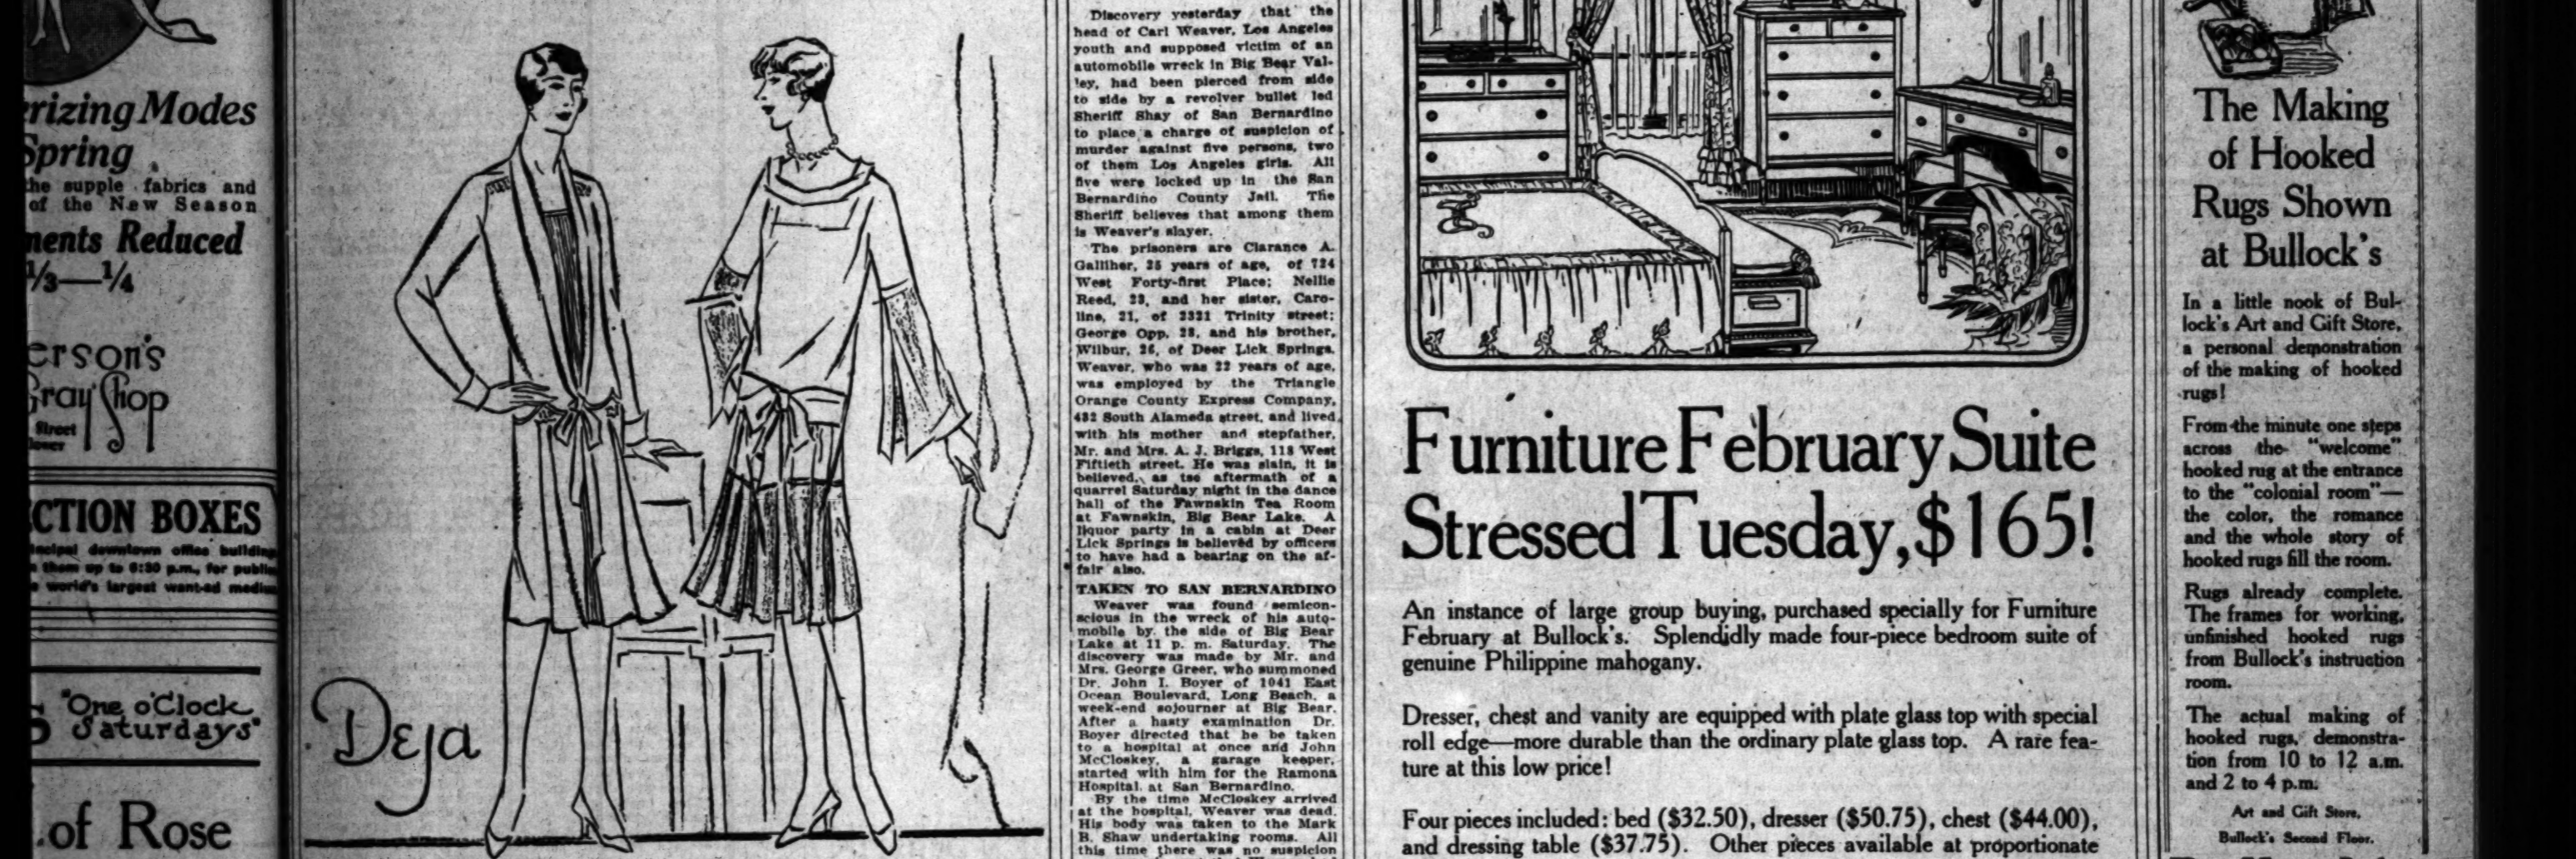 erizing Modes
Spring
the supple fabrics and
of the New Season
ments Reduced
1/3—1/4
erson's
Gray Shop
Street
CTION BOXES
ncipal downtown office building
them up to 6:30 p.m., for public
world's largest want-ad medium
"One o'Clock
Saturdays"
of Rose
Deja
Discovery yesterday that the
head of Carl Weaver, Los Angeles
youth and supposed victim of an
automobile wreck in Big Bear Val-
ley, had been pierced from side
to side by a revolver bullet led
Sheriff Shay of San Bernardino
to place a charge of suspicion of
murder against five persons, two
of them Los Angeles girls. All
five were locked up in the San
Bernardino County Jail. The
Sheriff believes that among them
is Weaver's slayer.
The prisoners are Clarance A.
Galliher, 25 years of age, of 724
West Forty-first Place; Nellie
Reed, 23, and her sister, Caro-
line, 21, of 2321 Trinity street;
George Opp, 28, and his brother,
Wilbur, 26, of Deer Lick Springs.
Weaver, who was 22 years of age,
was employed by the Triangle
Orange County Express Company,
432 South Alameda street, and lived
with his mother and stepfather,
Mr. and Mrs. A. J. Briggs, 118 West
Fiftieth street. He was slain, it is
believed, as tse aftermath of a
quarrel Saturday night in the dance
hall of the Fawnskin Tea Room
at Fawnskin, Big Bear Lake. A
liquor party in a cabin at Deer
Lick Springs is believed by officers
to have had a bearing on the af-
fair also.
TAKEN TO SAN BERNARDINO
Weaver was found semicon-
scious in the wreck of his auto-
mobile by the side of Big Bear
Lake at 11 p. m. Saturday. The
discovery was made by Mr. and
Mrs. George Greer, who summoned
Dr. John I. Boyer of 1041 East
Ocean Boulevard, Long Beach, a
week-end sojourner at Big Bear.
After a hasty examination Dr.
Boyer directed that he be taken
to a hospital at once and John
McCloskey, a garage keeper,
started with him for the Ramona
Hospital at San Bernardino.
By the time McCloskey arrived
at the hospital, Weaver was dead.
His body was taken to the Mark
B. Shaw undertaking rooms. All
this time there was no suspicion
Furniture February Suite
Stressed Tuesday, $165!
An instance of large group buying, purchased specially for Furniture
February at Bullock's. Splendidly made four-piece bedroom suite of
genuine Philippine mahogany.
Dresser, chest and vanity are equipped with plate glass top with special
roll edge—more durable than the ordinary plate glass top. A rare fea-
ture at this low price!
Four pieces included: bed ($32.50), dresser ($50.75), chest ($44.00),
and dressing table ($37.75). Other pieces available at proportionate
The Making
of Hooked
Rugs Shown
at Bullock's
In a little nook of Bul-
lock's Art and Gift Store,
a personal demonstration
of the making of hooked
rugs!
From the minute one steps
across the "welcome"
hooked rug at the entrance
to the "colonial room"—
the color, the romance
and the whole story of
hooked rugs fill the room.
Rugs already complete.
The frames for working,
unfinished hooked rugs
from Bullock's instruction
room.
The actual making of
hooked rugs, demonstra-
tion from 10 to 12 a.m.
and 2 to 4 p.m.
Art and Gift Store,
Bullock's Second Floor.